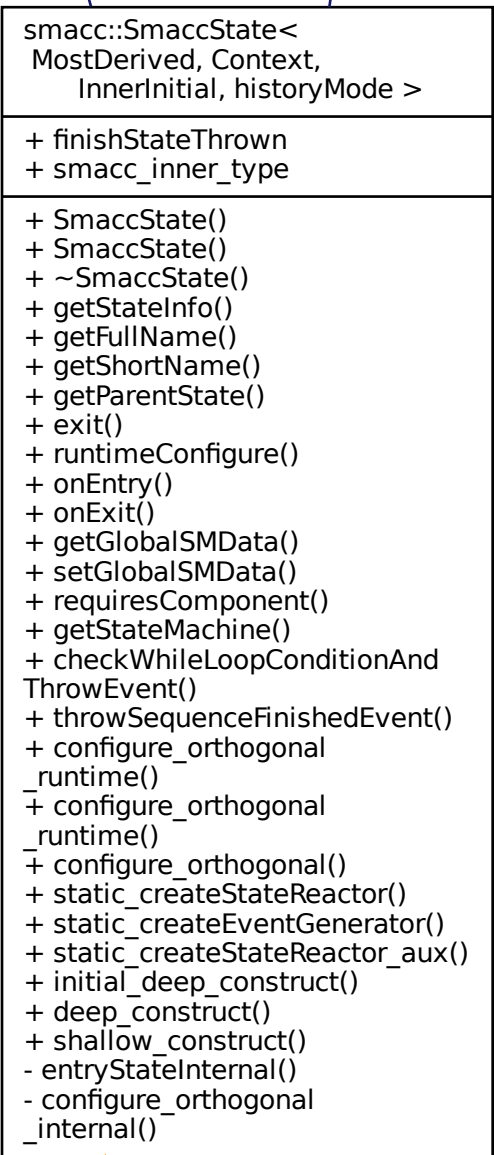 smacc::SmaccState<
MostDerived, Context,
InnerInitial, historyMode >
+ finishStateThrown
+ smacc_inner_type
+ SmaccState()
+ SmaccState()
+ ~SmaccState()
+ getStateInfo()
+ getFullName()
+ getShortName()
+ getParentState()
+ exit()
+ runtimeConfigure()
+ onEntry()
+ onExit()
+ getGlobalSMData()
+ setGlobalSMData()
+ requiresComponent()
+ getStateMachine()
+ checkWhileLoopConditionAnd
ThrowEvent()
+ throwSequenceFinishedEvent()
+ configure_orthogonal
_runtime()
+ configure_orthogonal
_runtime()
+ configure_orthogonal()
+ static_createStateReactor()
+ static_createEventGenerator()
+ static_createStateReactor_aux()
+ initial_deep_construct()
+ deep_construct()
+ shallow_construct()
- entryStateInternal()
- configure_orthogonal
_internal()